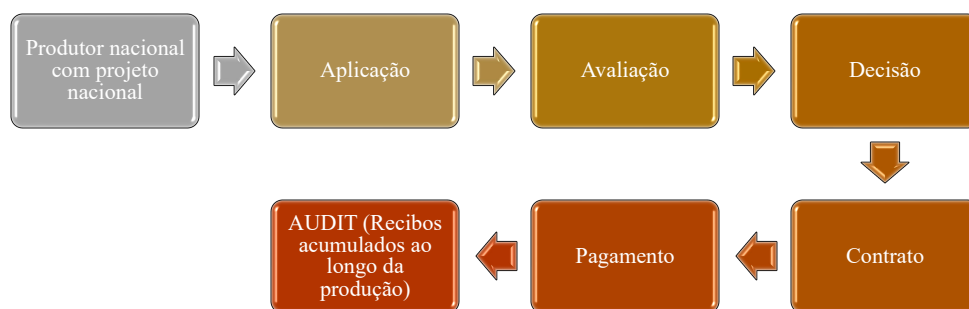 Produtor nacional
com projeto
nacional
Aplicação
Avaliação
Decisão
Contrato
Pagamento
AUDIT (Recibos
acumulados ao
longo da
produção)